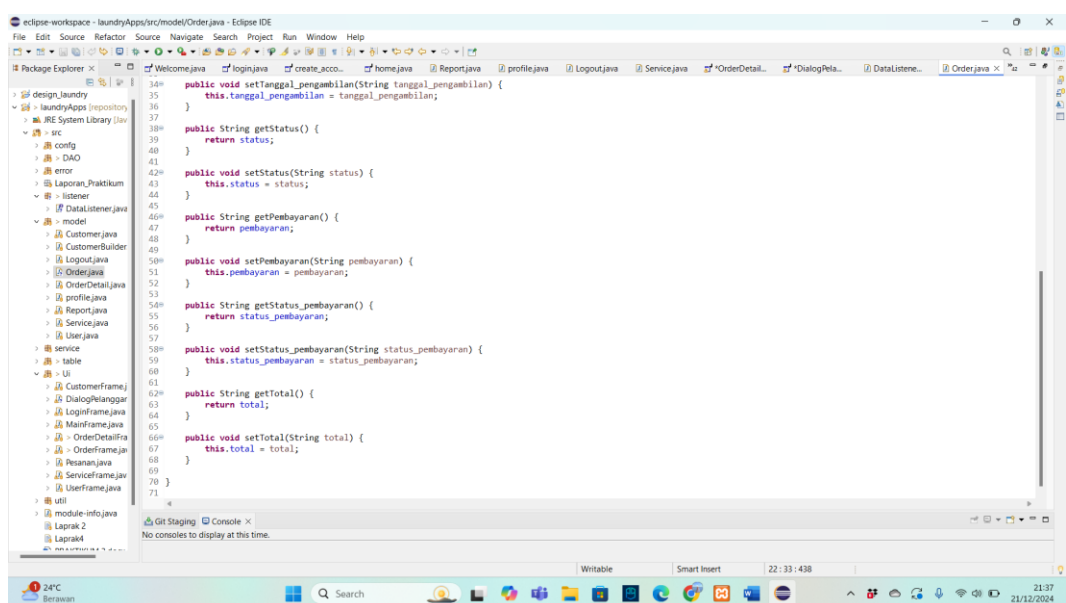 eclipse-workspace - laundryApps/src/model/Order.java - Eclipse IDE
File Edit Source Refactor Source Navigate Search Project Run Window Help
Package Explorer
Welcome.java login.java create_acco... home.java Report.java profile.java Logout.java Service.java *OrderDetail... *DialogPela... DataListene... Order.java
design_laundry
> laundryApps [repository
JRE System Library [Jav
> src
confg
> DAO
error
Laporan_Praktikum
> listener
DataListener.java
> model
Customer.java
CustomerBuilder
Logout.java
Order.java
OrderDetail.java
profile.java
Report.java
Service.java
User.java
service
> table
> Ui
CustomerFrame.j
DialogPelanggar
LoginFrame.java
MainFrame.java
> OrderDetailFra
> OrderFrame.jav
Pesanan.java
ServiceFrame.jav
UserFrame.java
util
module-info.java
Laprak 2
Laprak4
34 public void setTanggal_pengambilan(String tanggal_pengambilan) {
35 this.tanggal_pengambilan = tanggal_pengambilan;
36 }
37
38 public String getStatus() {
39 return status;
40 }
41
42 public void setStatus(String status) {
43 this.status = status;
44 }
45
46 public String getPembayaran() {
47 return pembayaran;
48 }
49
50 public void setPembayaran(String pembayaran) {
51 this.pembayaran = pembayaran;
52 }
53
54 public String getStatus_pembayaran() {
55 return status_pembayaran;
56 }
57
58 public void setStatus_pembayaran(String status_pembayaran) {
59 this.status_pembayaran = status_pembayaran;
60 }
61
62 public String getTotal() {
63 return total;
64 }
65
66 public void setTotal(String total) {
67 this.total = total;
68 }
69
70 }
71
Git Staging Console
No consoles to display at this time.
Writable Smart Insert 22 : 33 : 438
24°C
Berawan
Search
21:37
21/12/2024